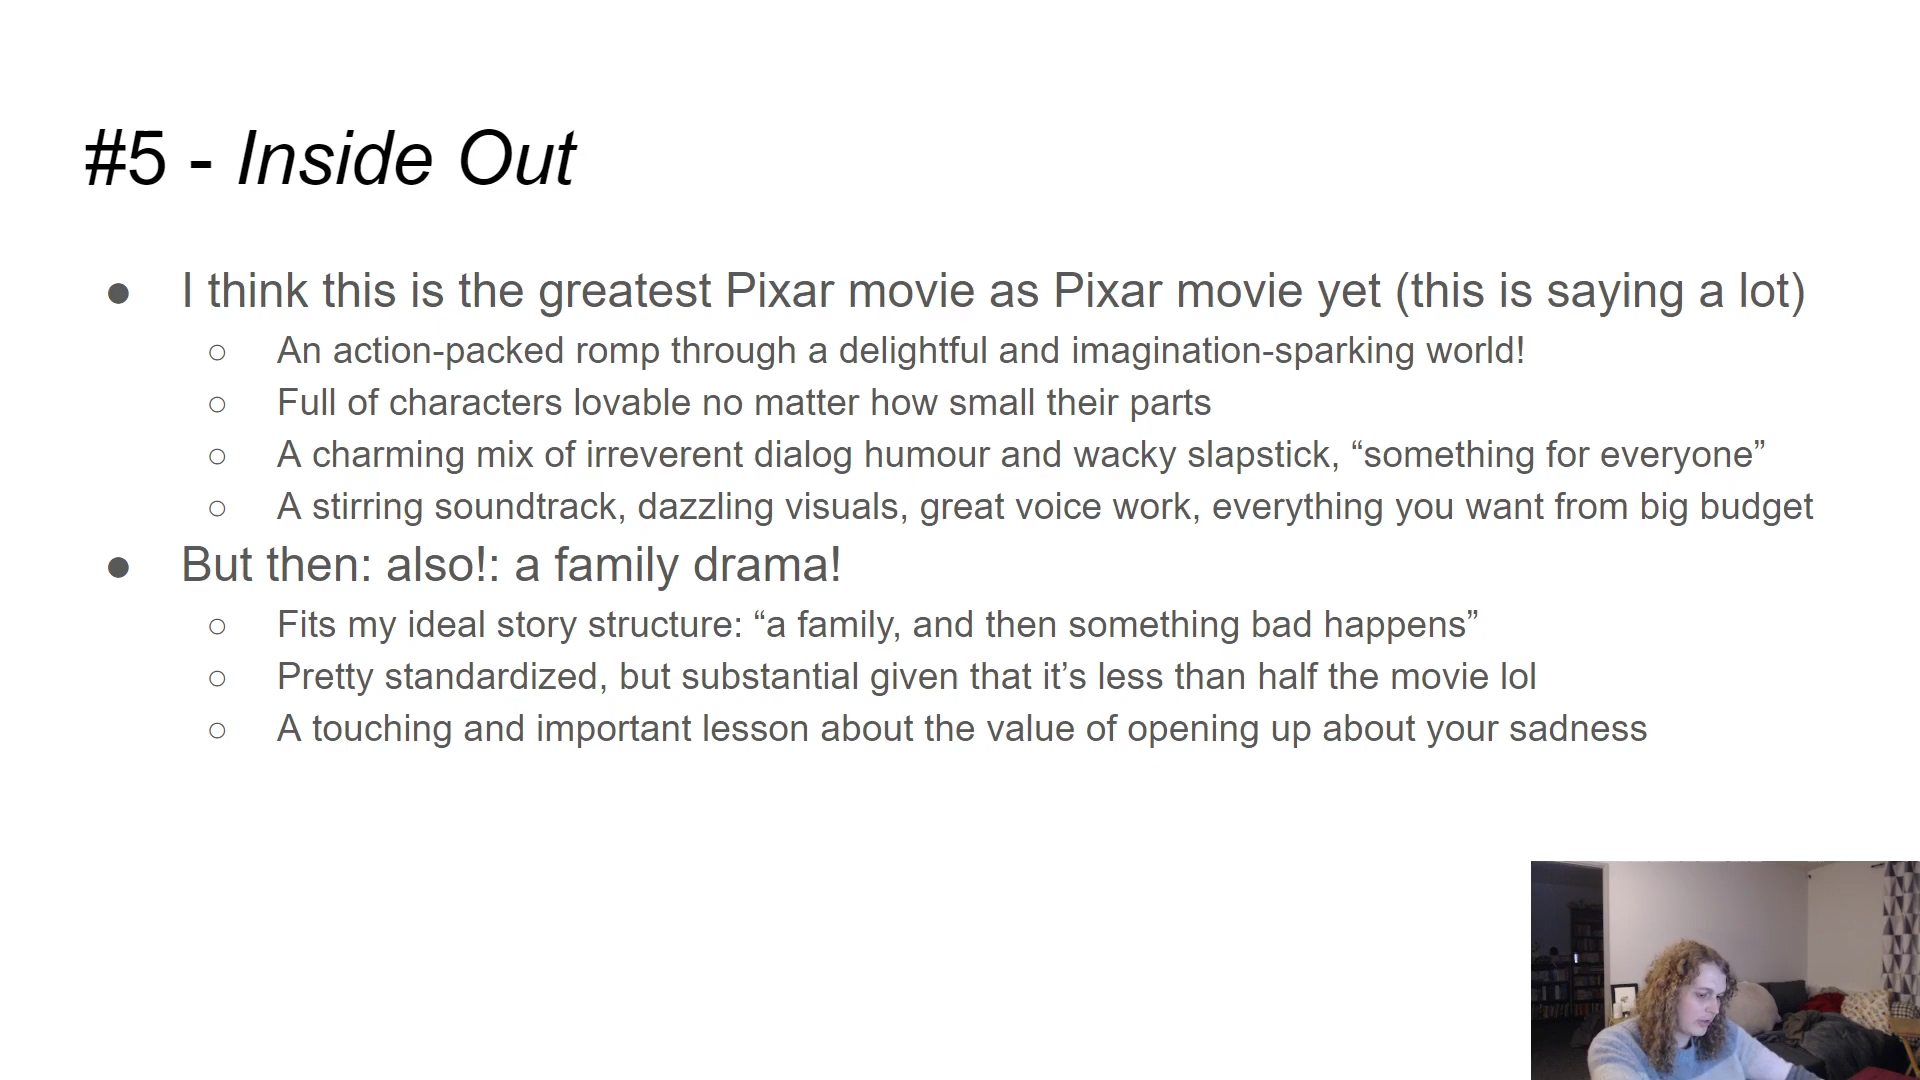 #5 - Inside Out
● I think this is the greatest Pixar movie as Pixar movie yet (this is saying a lot)
○ An action-packed romp through a delightful and imagination-sparking world!
○ Full of characters lovable no matter how small their parts
○ A charming mix of irreverent dialog humour and wacky slapstick, “something for everyone”
○ A stirring soundtrack, dazzling visuals, great voice work, everything you want from big budget
● But then: also!: a family drama!
○ Fits my ideal story structure: “a family, and then something bad happens”
○ Pretty standardized, but substantial given that it’s less than half the movie lol
○ A touching and important lesson about the value of opening up about your sadness